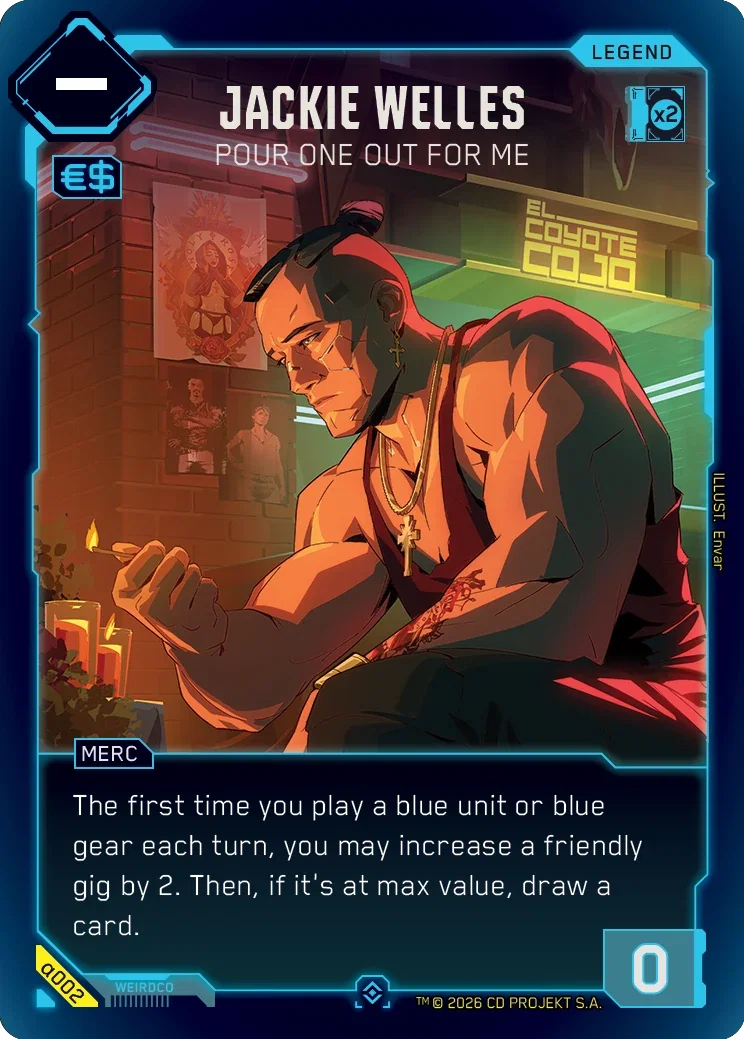 –
LEGEND
JACKIE WELLES
POUR ONE OUT FOR ME
x2
€$
EL
COYOTE
COJO
ILLUST. Envar
MERC
The first time you play a blue unit or blue
gear each turn, you may increase a friendly
gig by 2. Then, if it's at max value, draw a
card.
0
α002
WEIRDCO
™ © 2026 CD PROJEKT S.A.